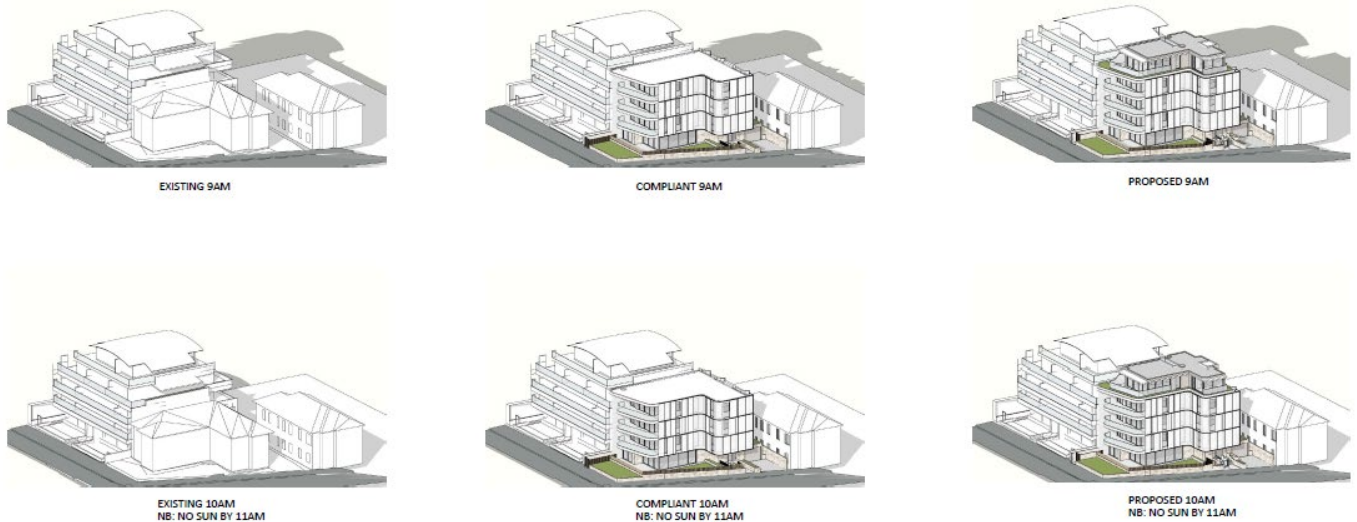 EXISTING 9AM
COMPLIANT 9AM
PROPOSED 9AM
EXISTING 10AM
NB: NO SUN BY 11AM
COMPLIANT 10AM
NB: NO SUN BY 11AM
PROPOSED 10AM
NB: NO SUN BY 11AM